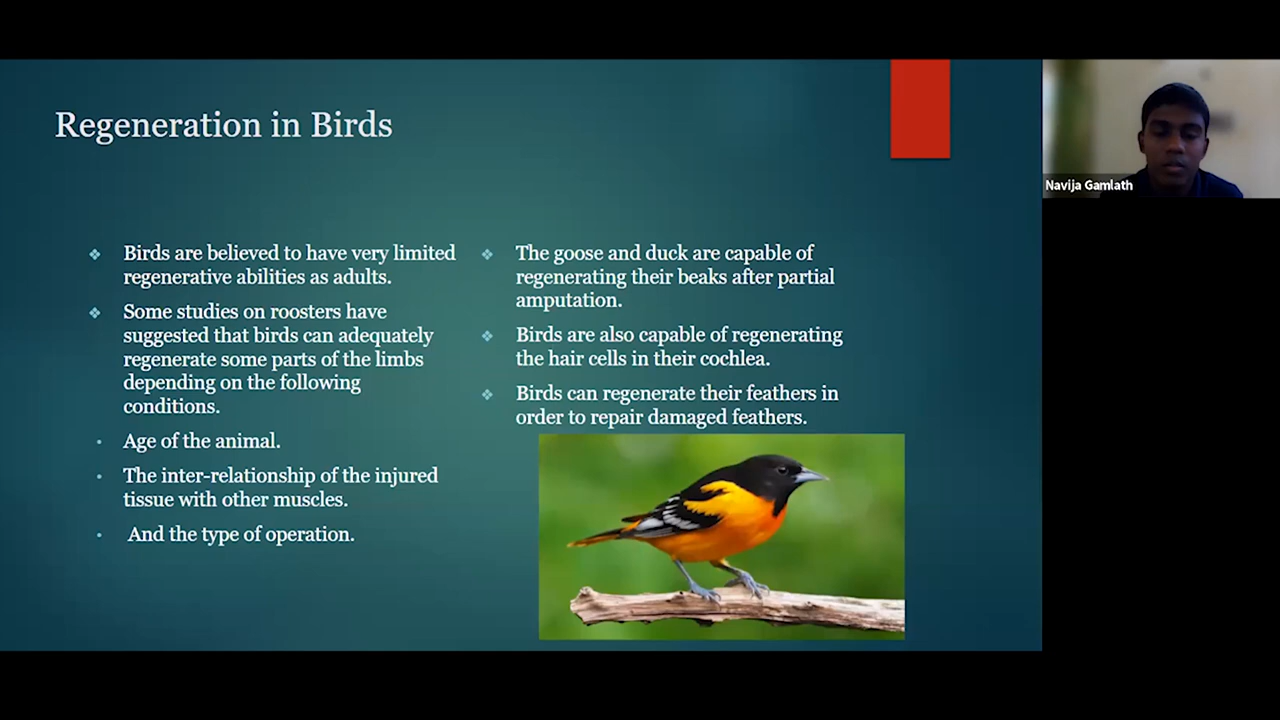 Regeneration in Birds
❖ Birds are believed to have very limited
regenerative abilities as adults.
❖ Some studies on roosters have
suggested that birds can adequately
regenerate some parts of the limbs
depending on the following
conditions.
• Age of the animal.
• The inter-relationship of the injured
tissue with other muscles.
• And the type of operation.
❖ The goose and duck are capable of
regenerating their beaks after partial
amputation.
❖ Birds are also capable of regenerating
the hair cells in their cochlea.
❖ Birds can regenerate their feathers in
order to repair damaged feathers.
Navija Gamlath